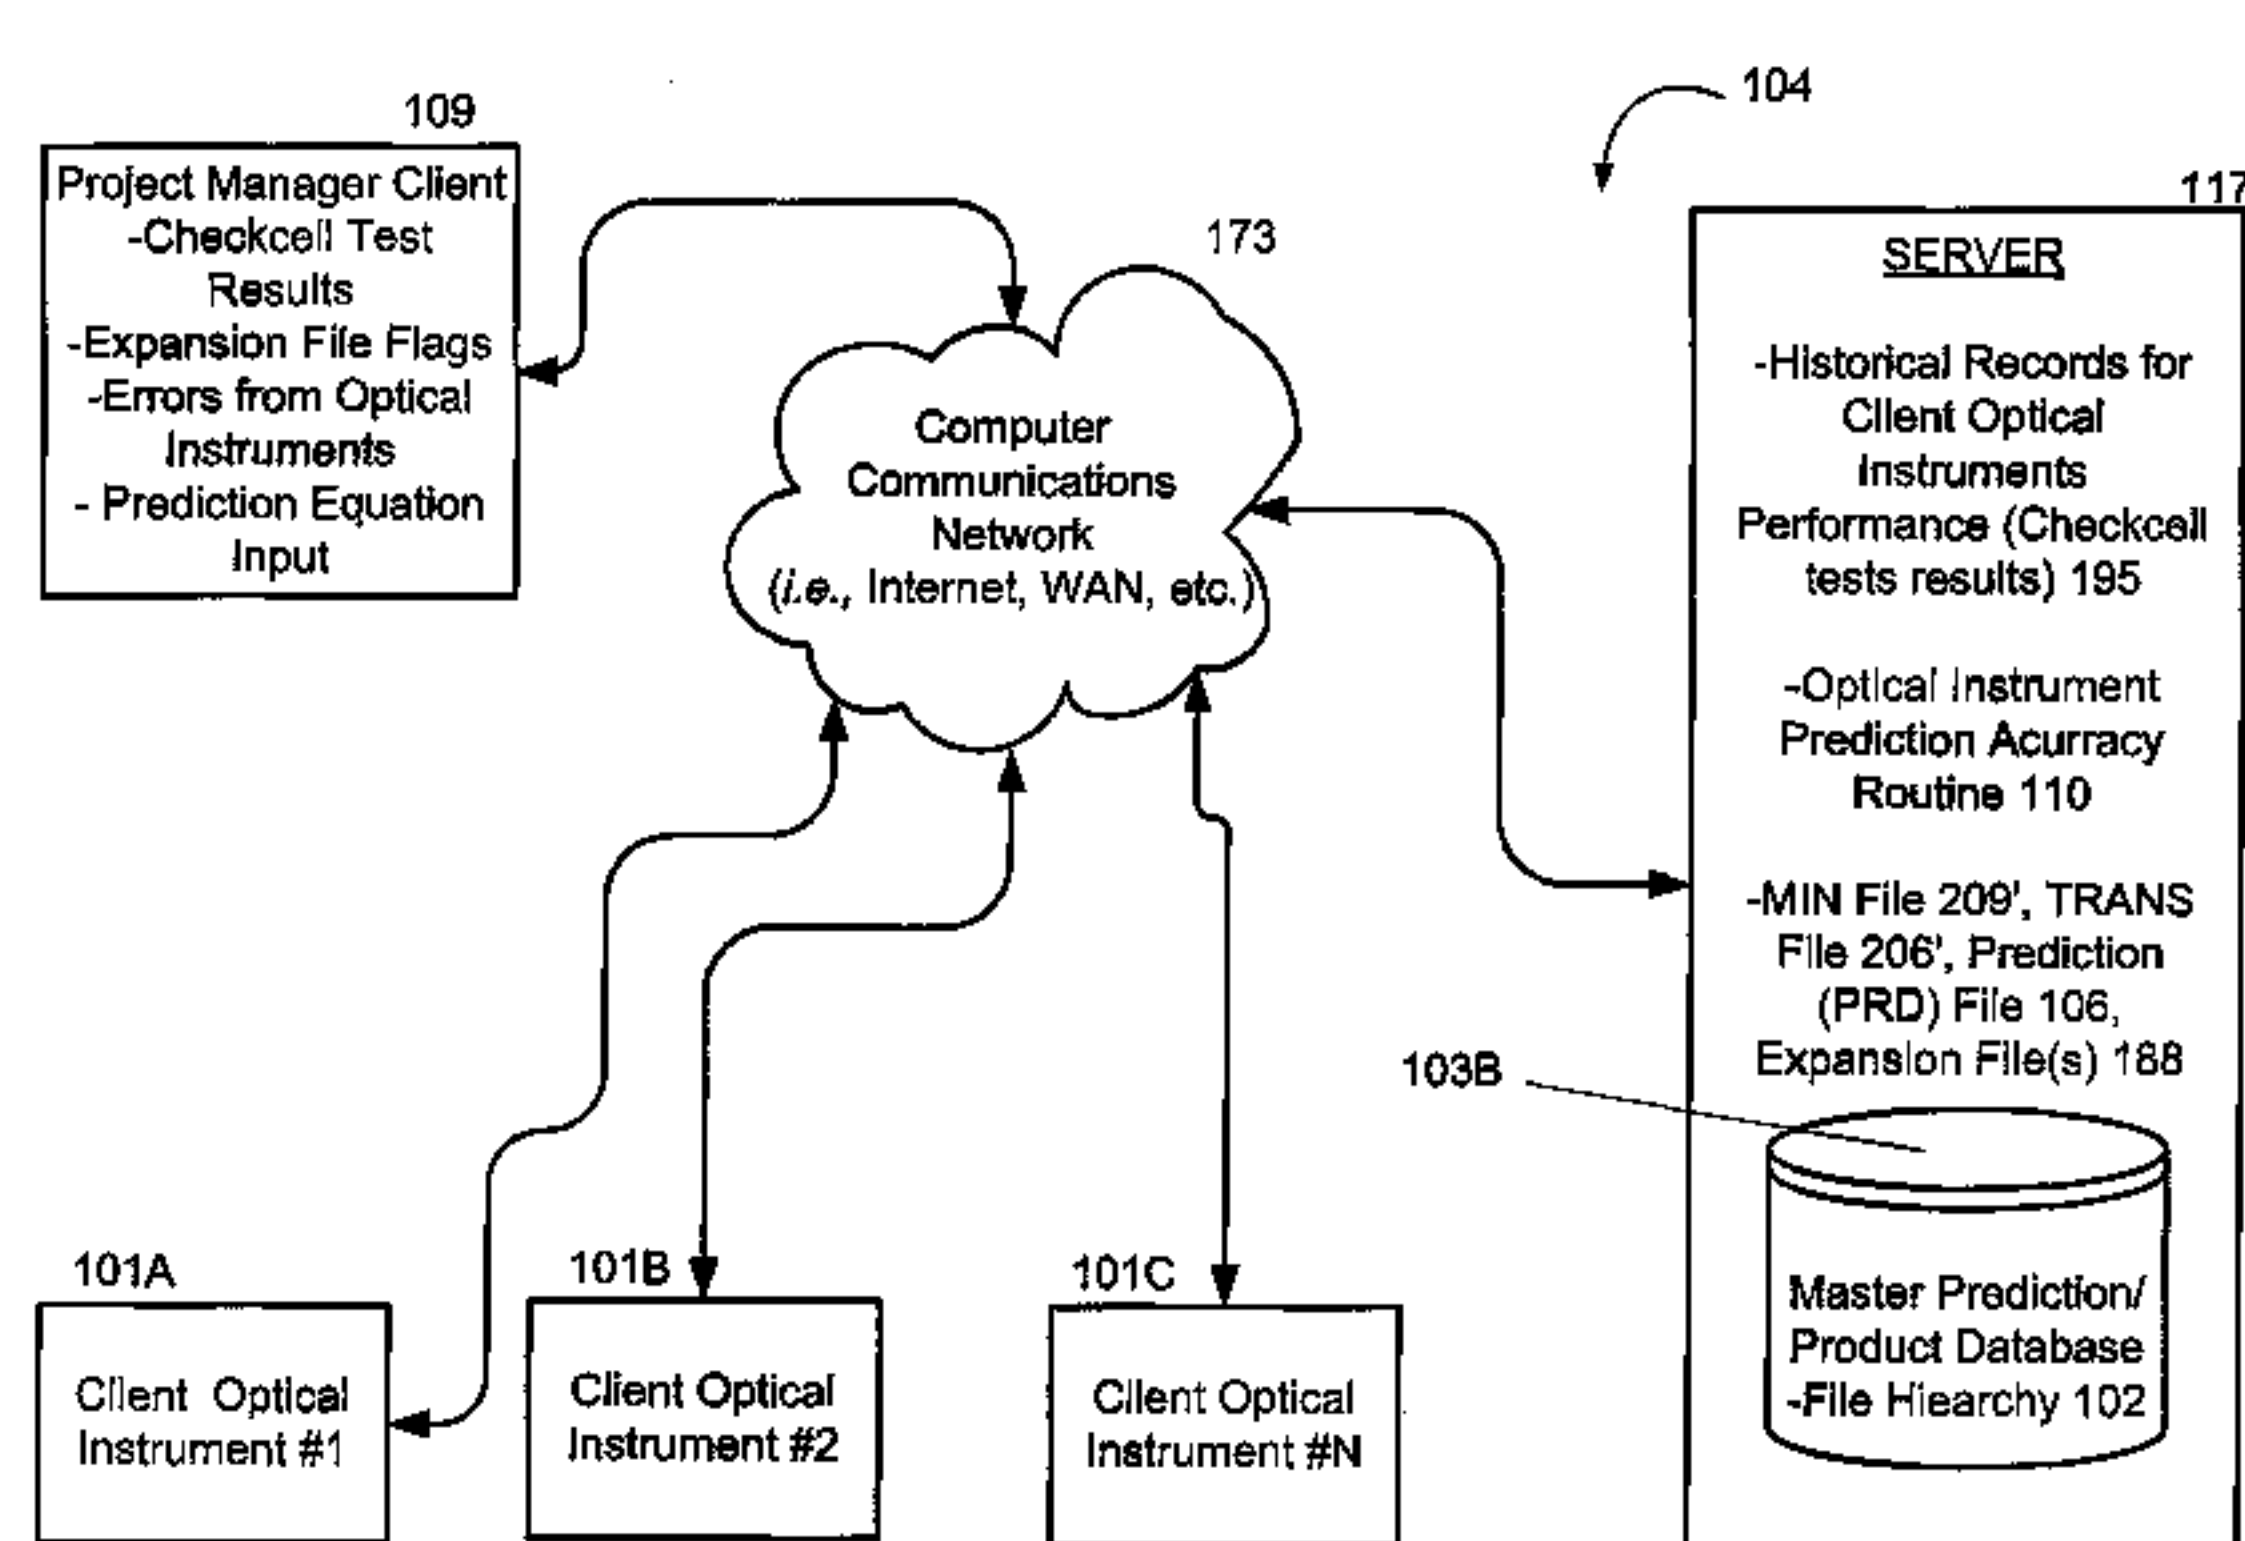 109
Project Manager Client
-Checkcell Test
Results
-Expansion File Flags
-Errors from Optical
Instruments
- Prediction Equation
Input
173
Computer
Communications
Network
(i.e., Internet, WAN, etc.)
104
117
SERVER
-Historical Records for
Client Optical
Instruments
Performance (Checkcell
tests results) 195
-Optical Instrument
Prediction Acurracy
Routine 110
-MIN File 209', TRANS
File 206', Prediction
(PRD) File 106,
Expansion File(s) 188
103B
Master Prediction/
Product Database
-File Hiearchy 102
101A
Client Optical
Instrument #1
101B
Client Optical
Instrument #2
101C
Client Optical
Instrument #N